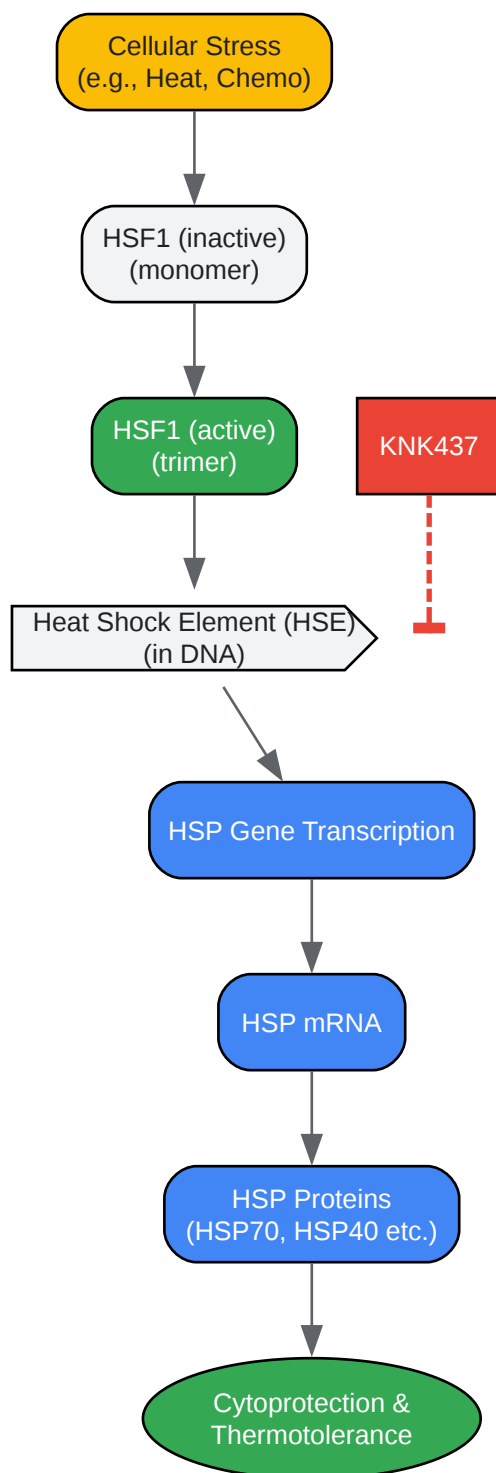 Cellular Stress
(e.g., Heat, Chemo)
HSF1 (inactive)
(monomer)
HSF1 (active)
(trimer)
KNK437
Heat Shock Element (HSE)
(in DNA)
HSP Gene Transcription
HSP mRNA
HSP Proteins
(HSP70, HSP40 etc.)
Cytoprotection &
Thermotolerance